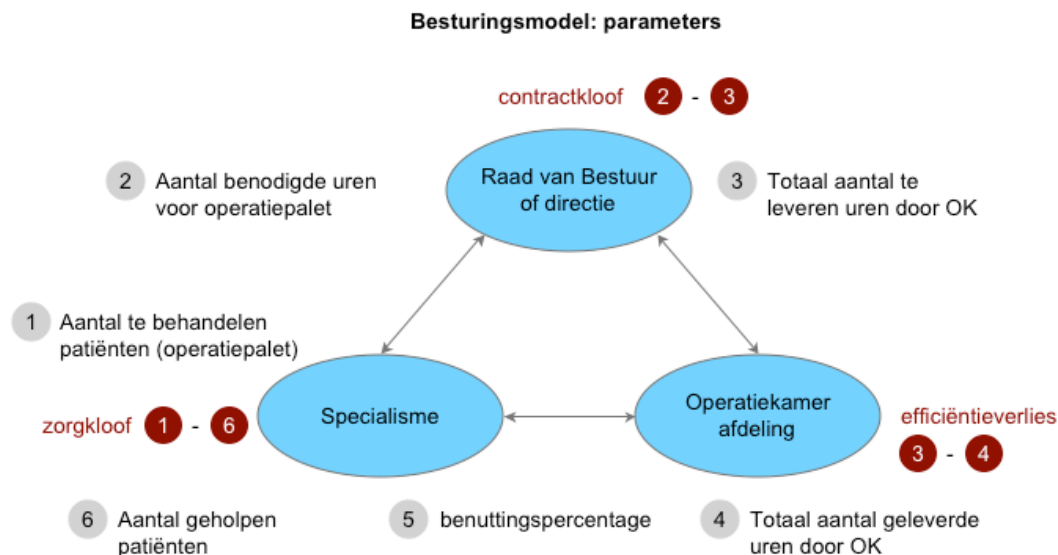 Besturingsmodel: parameters
contractkloof 2 - 3
2 Aantal benodigde uren
voor operatiepalet
Raad van Bestuur
of directie
3 Totaal aantal te
leveren uren door OK
1 Aantal te behandelen
patiënten (operatiepalet)
zorgkloof 1 - 6
Specialisme
Operatiekamer
afdeling
efficiëntieverlies
3 - 4
6 Aantal geholpen
patiënten
5 benuttingspercentage
4 Totaal aantal geleverde
uren door OK